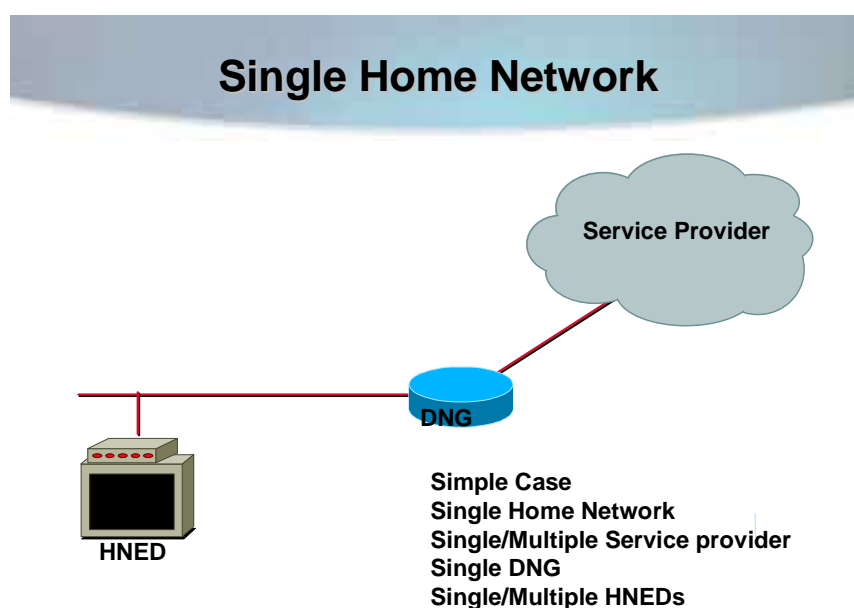 Single Home Network
Service Provider
DNG
HNED
Simple Case
Single Home Network
Single/Multiple Service provider
Single DNG
Single/Multiple HNEDs